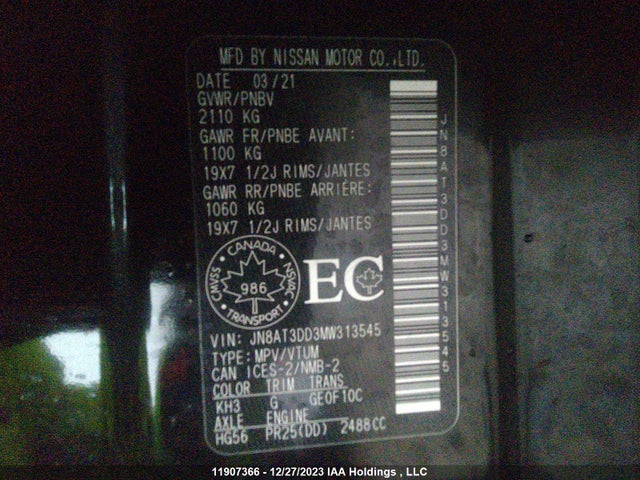 MFD BY NISSAN MOTOR CO.,LTD.
DATE 03/21
GVWR/PNBV
2110 KG
GAWR FR/PNBE AVANT:
1100 KG
19X7 1/2J RIMS/JANTES
GAWR RR/PNBE ARRIÈRE:
1060 KG
19X7 1/2J RIMS/JANTES
CANADA
CMVSS
NSVAC
986
TRANSPORT
EC
VIN: JN8AT3DD3MW313545
TYPE: MPV/VTUM
CAN ICES-2/NMB-2
COLOR TRIM TRANS
KH3 G GE0F10C
AXLE ENGINE
HG56 PR25(DD) 2488CC
JN8AT3DD3MW313545
11907366 - 12/27/2023 IAA Holdings , LLC